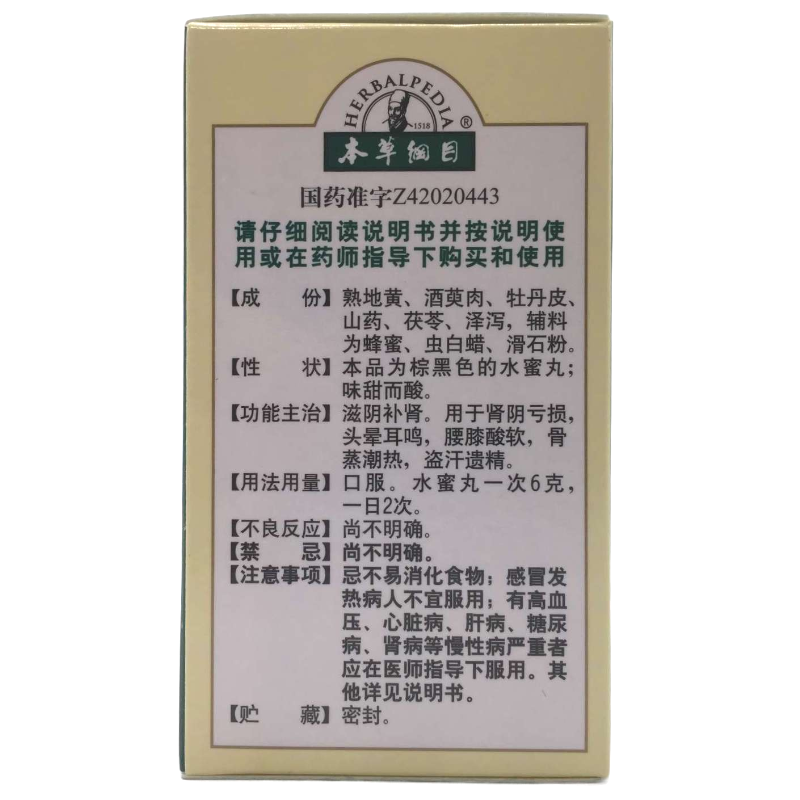 HERBALPEDIA
1518
®
本草纲目
国药准字Z42020443
请仔细阅读说明书并按说明使
用或在药师指导下购买和使用
【成 份】熟地黄、酒萸肉、牡丹皮、
山药、茯苓、泽泻，辅料
为蜂蜜、虫白蜡、滑石粉。
【性 状】本品为棕黑色的水蜜丸；
味甜而酸。
【功能主治】滋阴补肾。用于肾阴亏损，
头晕耳鸣，腰膝酸软，骨
蒸潮热，盗汗遗精。
【用法用量】口服。水蜜丸一次6克，
一日2次。
【不良反应】尚不明确。
【禁 忌】尚不明确。
【注意事项】忌不易消化食物；感冒发
热病人不宜服用；有高血
压、心脏病、肝病、糖尿
病、肾病等慢性病严重者
应在医师指导下服用。其
他详见说明书。
【贮 藏】密封。